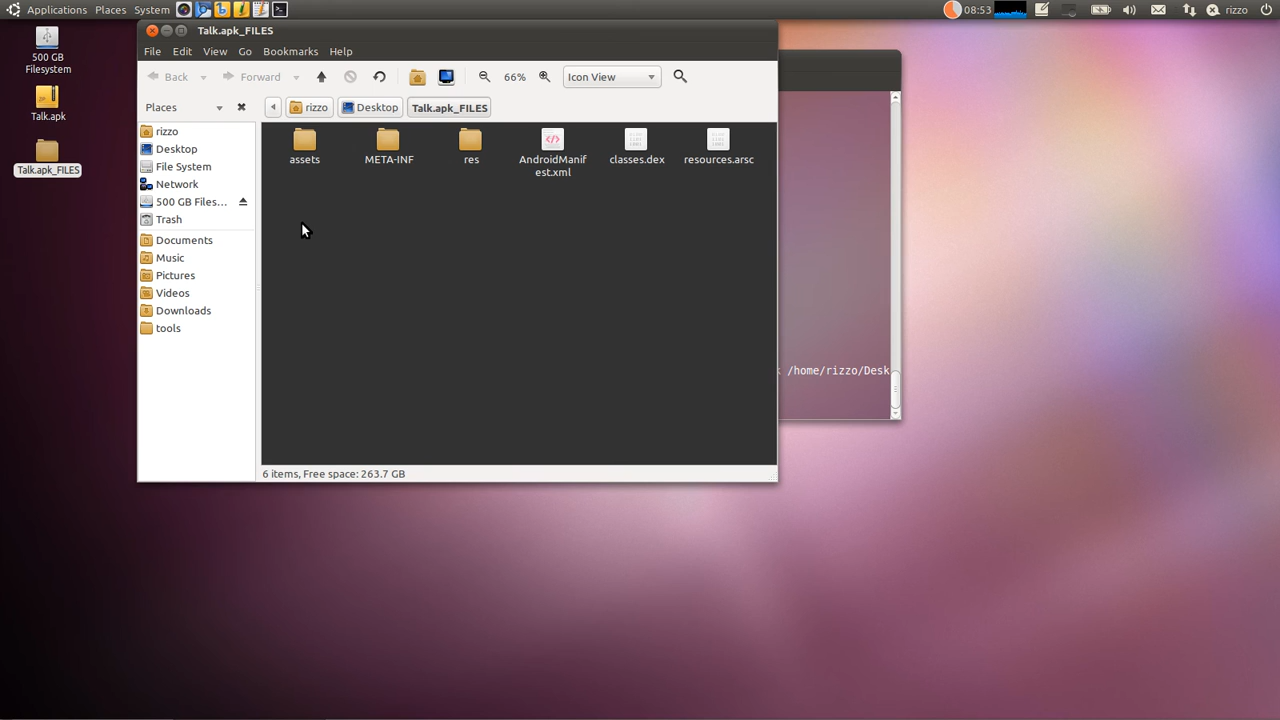 Applications Places System 08:53 rizzo
Talk.apk_FILES
File Edit View Go Bookmarks Help
Back Forward 66% Icon View
Places rizzo Desktop Talk.apk_FILES
rizzo
Desktop
File System
Network
500 GB Files...
Trash
Documents
Music
Pictures
Videos
Downloads
tools
assets META-INF res AndroidManif classes.dex resources.arsc
est.xml
6 items, Free space: 263.7 GB
/home/rizzo/Desk
500 GB
Filesystem
Talk.apk
Talk.apk_FILES